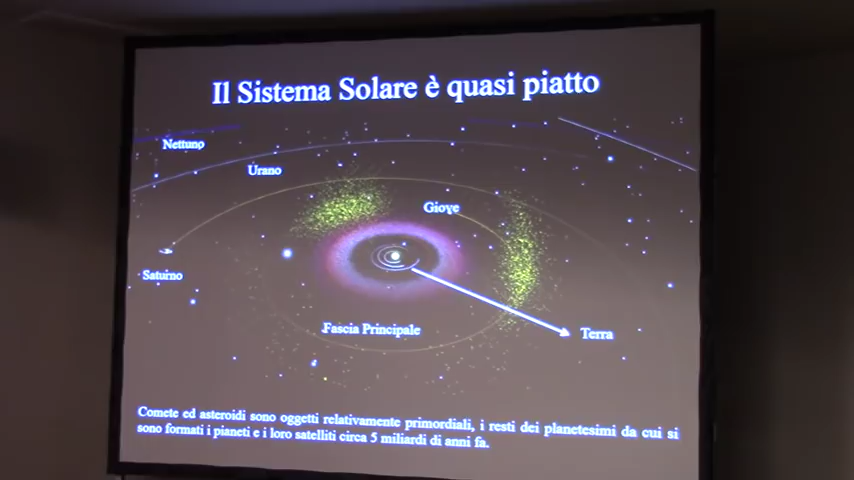 Il Sistema Solare è quasi piatto
Nettuno
Urano
Giove
Saturno
Fascia Principale
Terra
Comete ed asteroidi sono oggetti relativamente primordiali, i resti dei planetesimi da cui si
sono formati i pianeti e i loro satelliti circa 5 miliardi di anni fa.